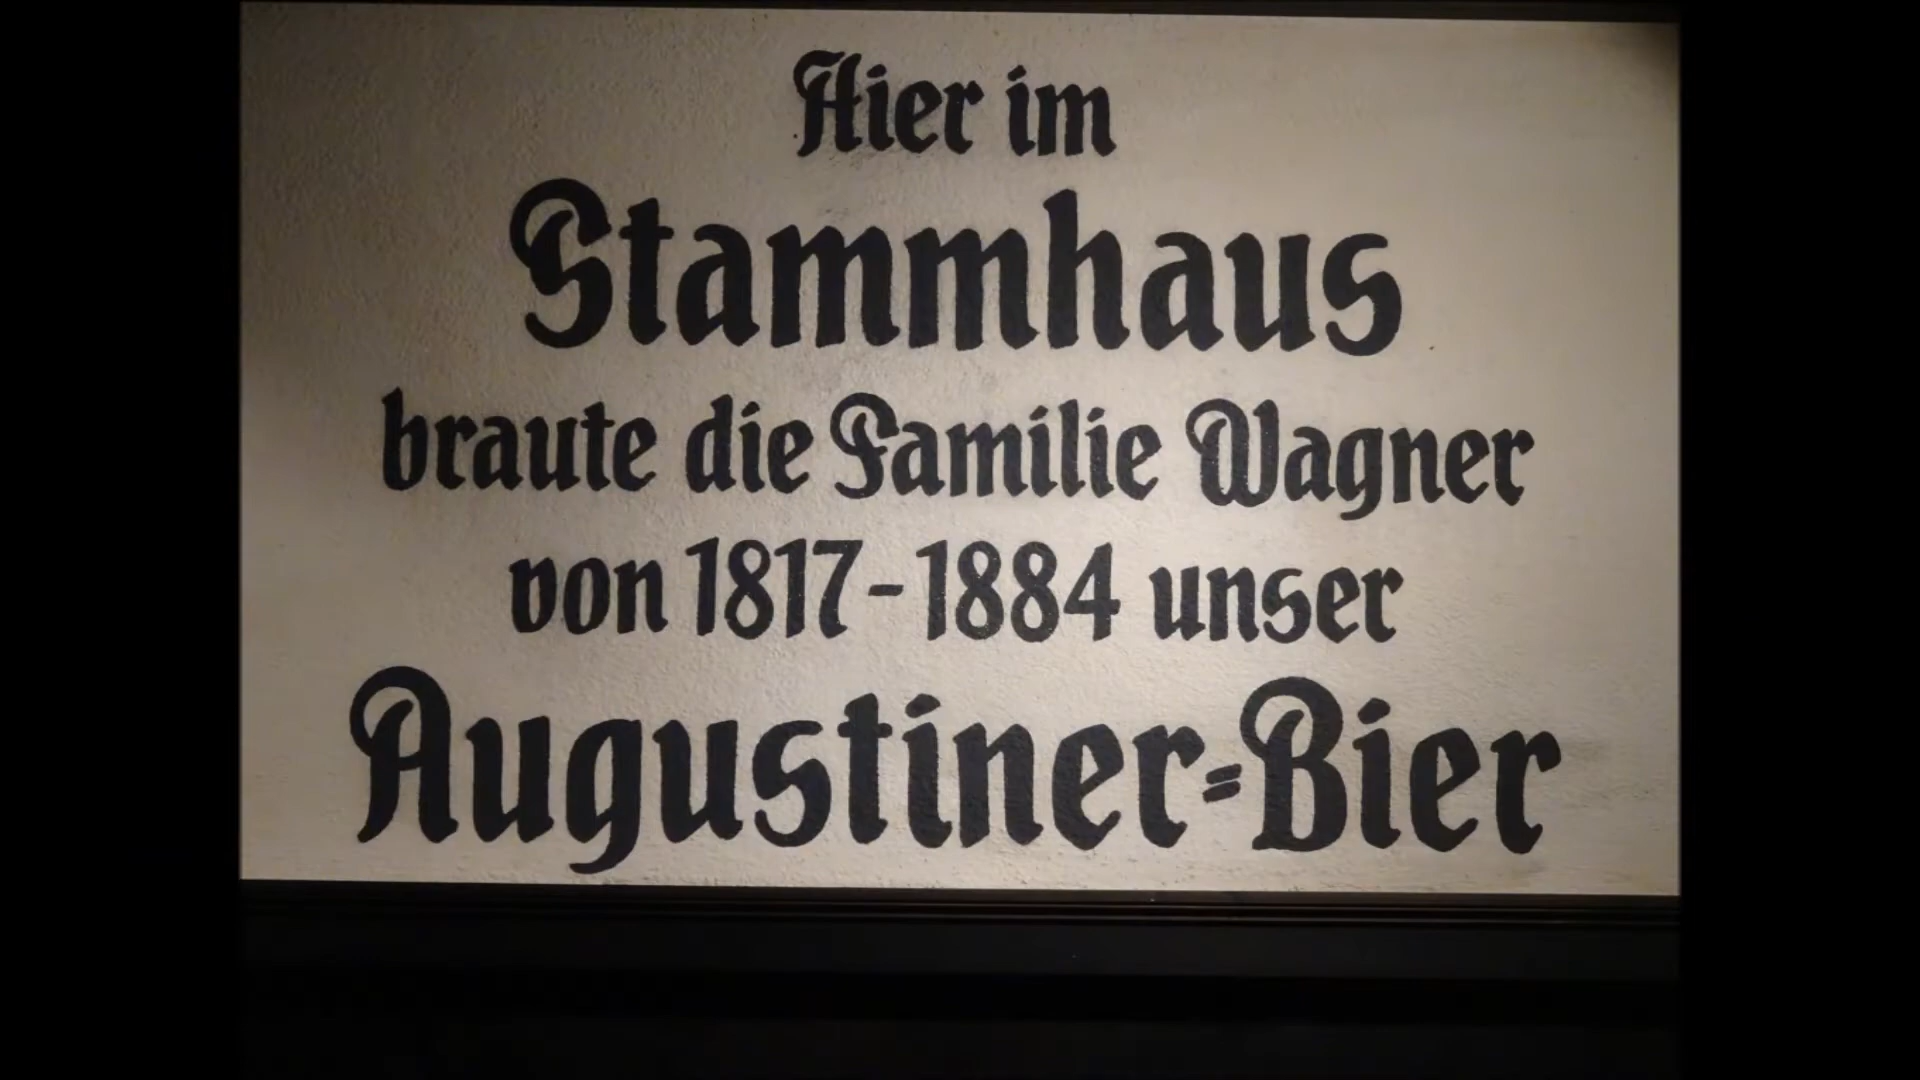 Hier im
Stammhaus
braute die Familie Wagner
von 1817-1884 unser
Augustiner=Bier